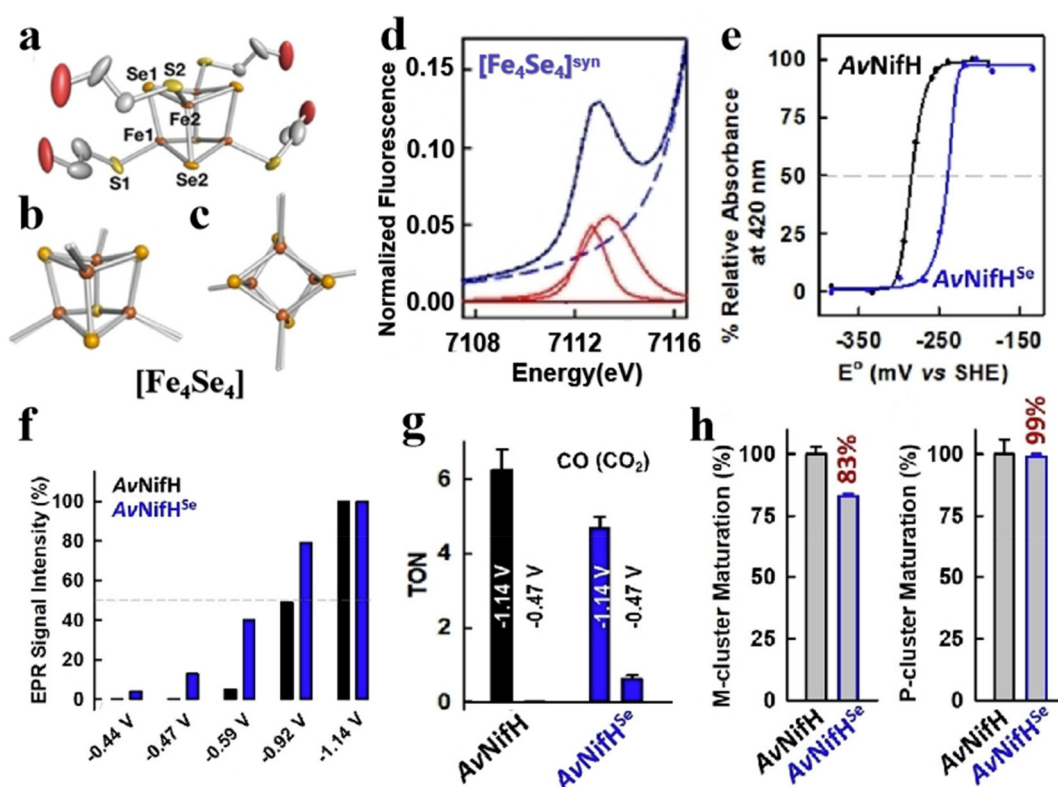 a
Se1 S2
Fe2
Fe1
S1
Se2
b
c
[Fe₄Se₄]
d
[Fe₄Se₄]ˢʸⁿ
Normalized Fluorescence
0.15
0.10
0.05
0.00
7108 7112 7116
Energy(eV)
e
AvNifH
AvNifHˢᵉ
% Relative Absorbance
at 420 nm
100
75
50
25
0
-350 -250 -150
E° (mV vs SHE)
f
AvNifH
AvNifHˢᵉ
EPR Signal Intensity (%)
100
80
60
40
20
0
-0.44 V -0.47 V -0.59 V -0.92 V -1.14 V
g
CO (CO₂)
TON
6
4
2
0
-1.14 V
-0.47 V
-1.14 V
-0.47 V
AvNifH
AvNifHˢᵉ
h
M-cluster Maturation (%)
100
75
50
25
0
83%
AvNifH
AvNifHˢᵉ
P-cluster Maturation (%)
100
75
50
25
0
99%
AvNifH
AvNifHˢᵉ